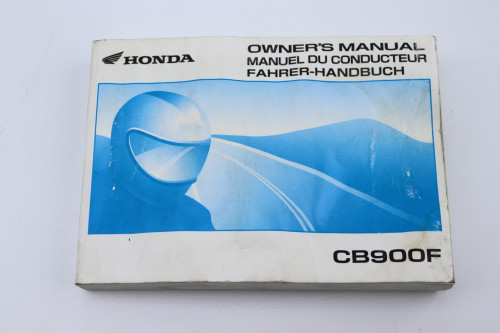 HONDA
OWNER'S MANUAL
MANUEL DU CONDUCTEUR
FAHRER-HANDBUCH
CB900F